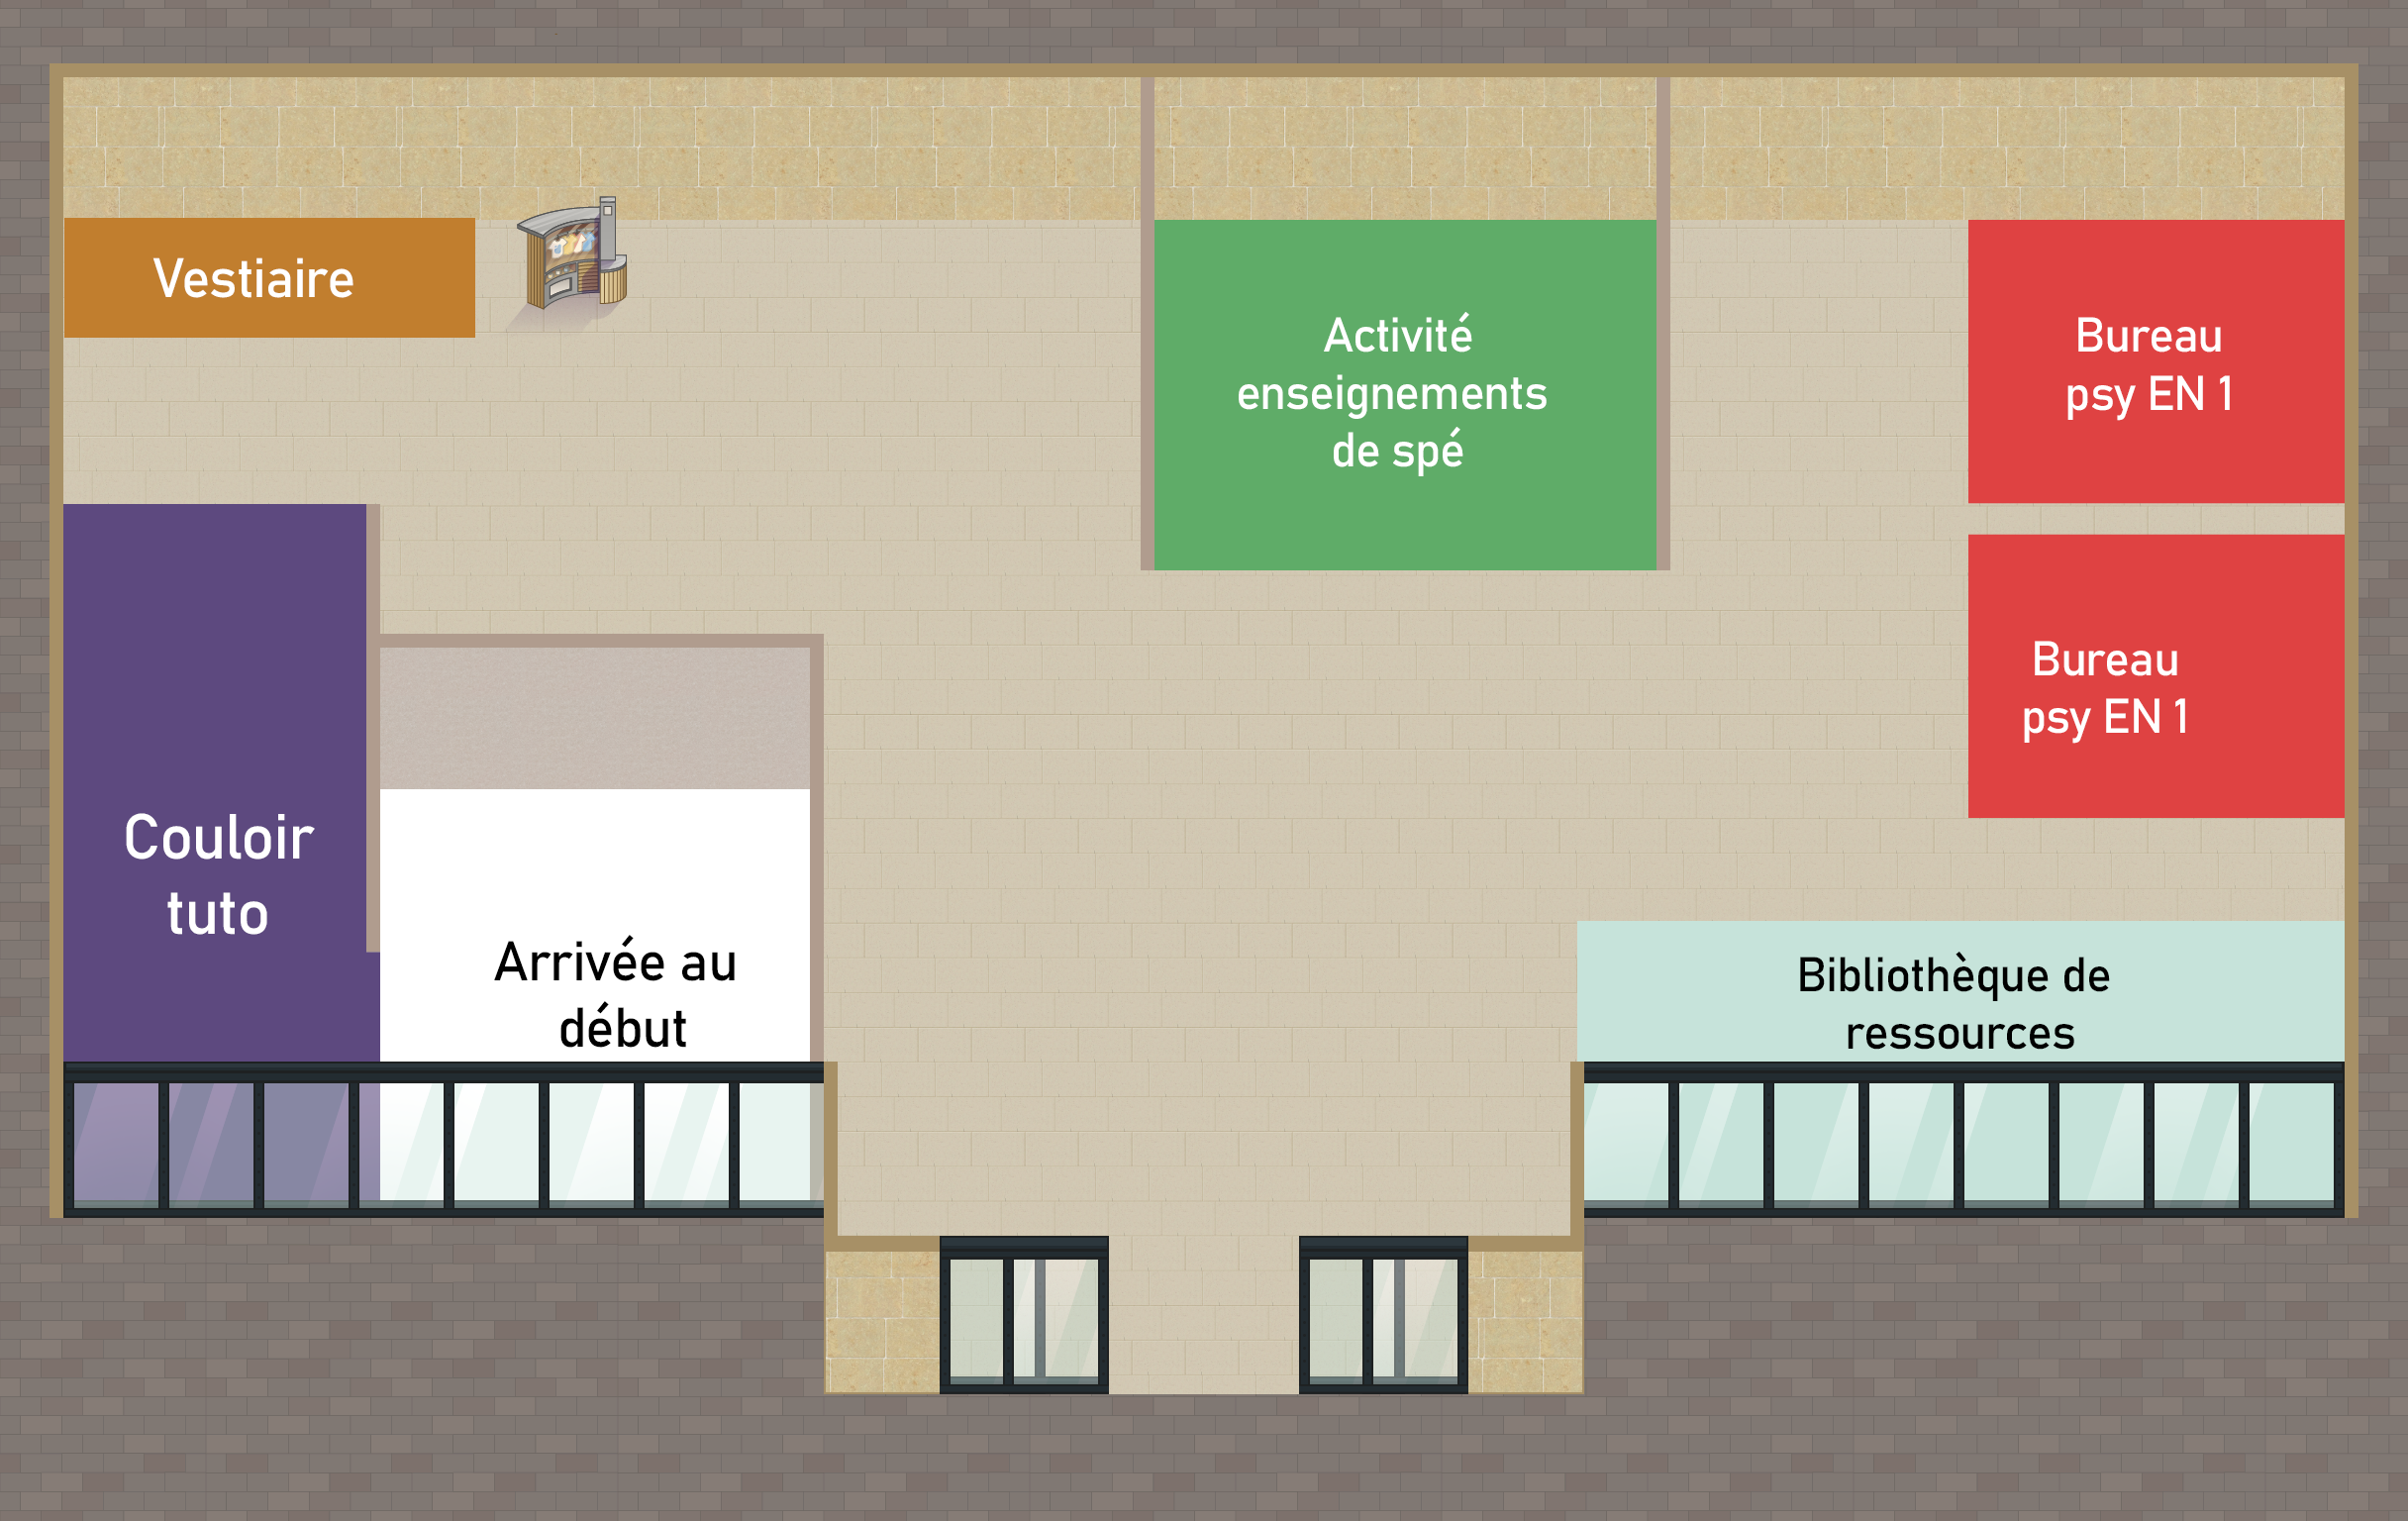 Vestiaire
Activité
enseignements
de spé
Bureau
psy EN 1
Bureau
psy EN 1
Couloir
tuto
Arrivée au
début
Bibliothèque de
ressources